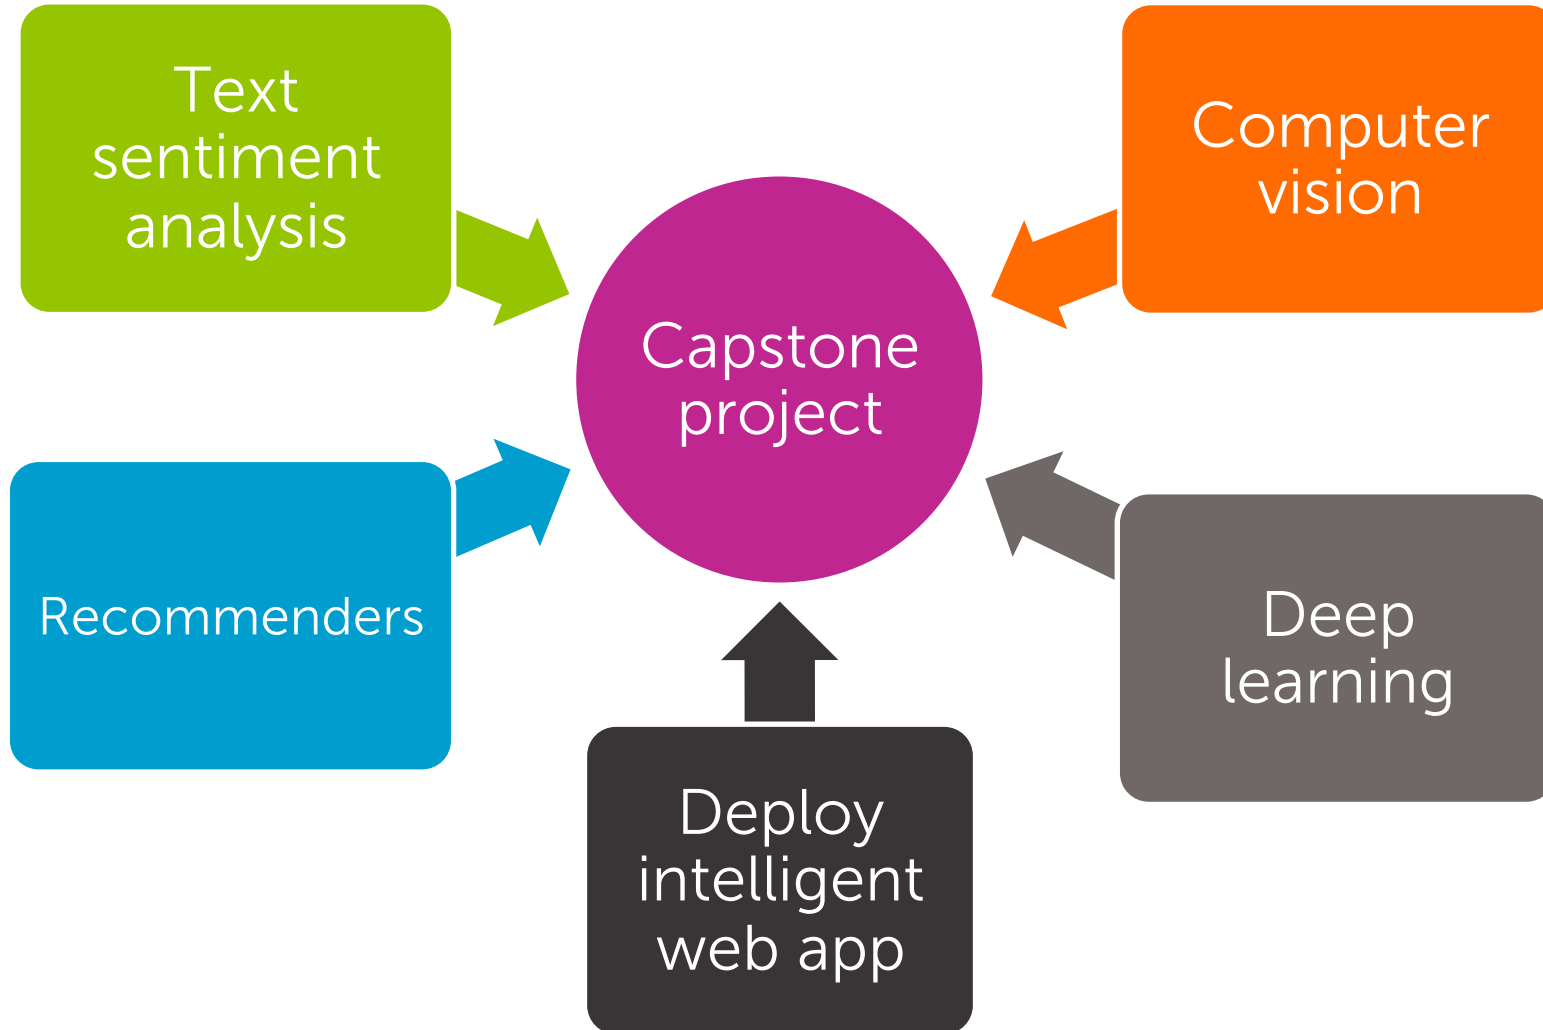 Text
sentiment
analysis
Computer
vision
Capstone
project
Recommenders
Deep
learning
Deploy
intelligent
web app